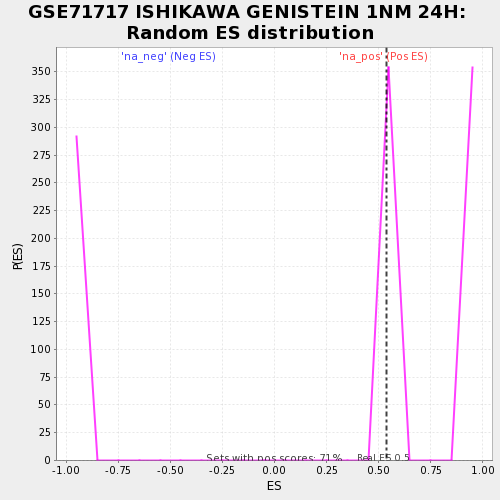 GSE71717 ISHIKAWA GENISTEIN 1NM 24H:
Random ES distribution
'na_neg' (Neg ES)
'na_pos' (Pos ES)
350
325
300
275
250
225
200
175
150
125
100
75
50
25
0
P(ES)
Sets with pos scores: 71%
Real ES 0.5
-1.00 -0.75 -0.50 -0.25 0.00 0.25 0.50 0.75 1.00
ES